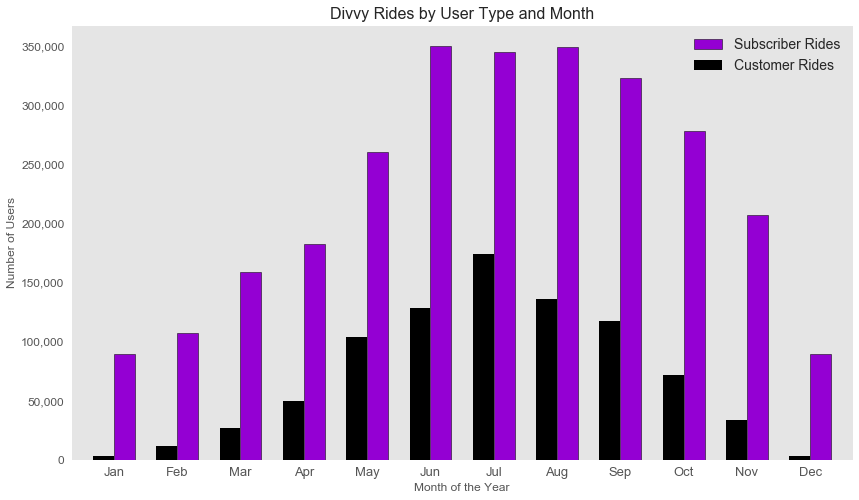 Divvy Rides by User Type and Month
Subscriber Rides
Customer Rides
Number of Users
350,000
300,000
250,000
200,000
150,000
100,000
50,000
0
Jan Feb Mar Apr May Jun Jul Aug Sep Oct Nov Dec
Month of the Year